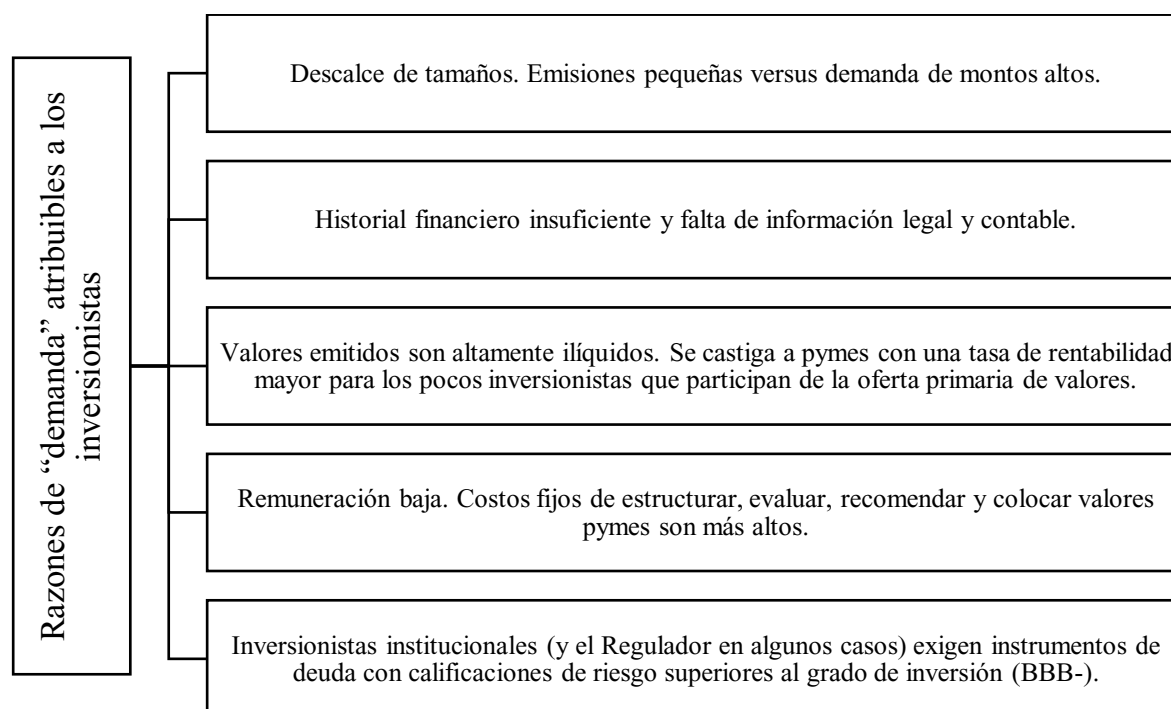 Razones de “demanda” atribuibles a los
inversionistas
Descalce de tamaños. Emisiones pequeñas versus demanda de montos altos.
Historial financiero insuficiente y falta de información legal y contable.
Valores emitidos son altamente ilíquidos. Se castiga a pymes con una tasa de rentabilidad
mayor para los pocos inversionistas que participan de la oferta primaria de valores.
Remuneración baja. Costos fijos de estructurar, evaluar, recomendar y colocar valores
pymes son más altos.
Inversionistas institucionales (y el Regulador en algunos casos) exigen instrumentos de
deuda con calificaciones de riesgo superiores al grado de inversión (BBB-).